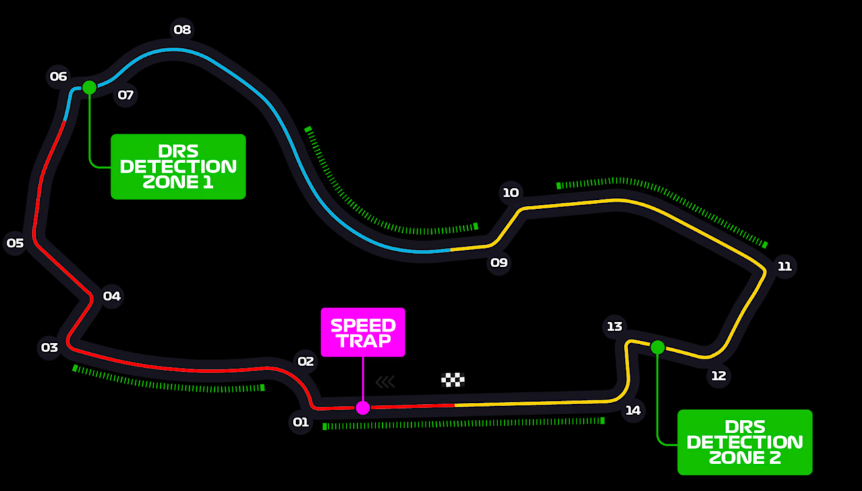 08
06
07
DRS
DETECTION
ZONE 1
10
05
09
11
04
13
SPEED
TRAP
03
02
12
01
14
DRS
DETECTION
ZONE 2